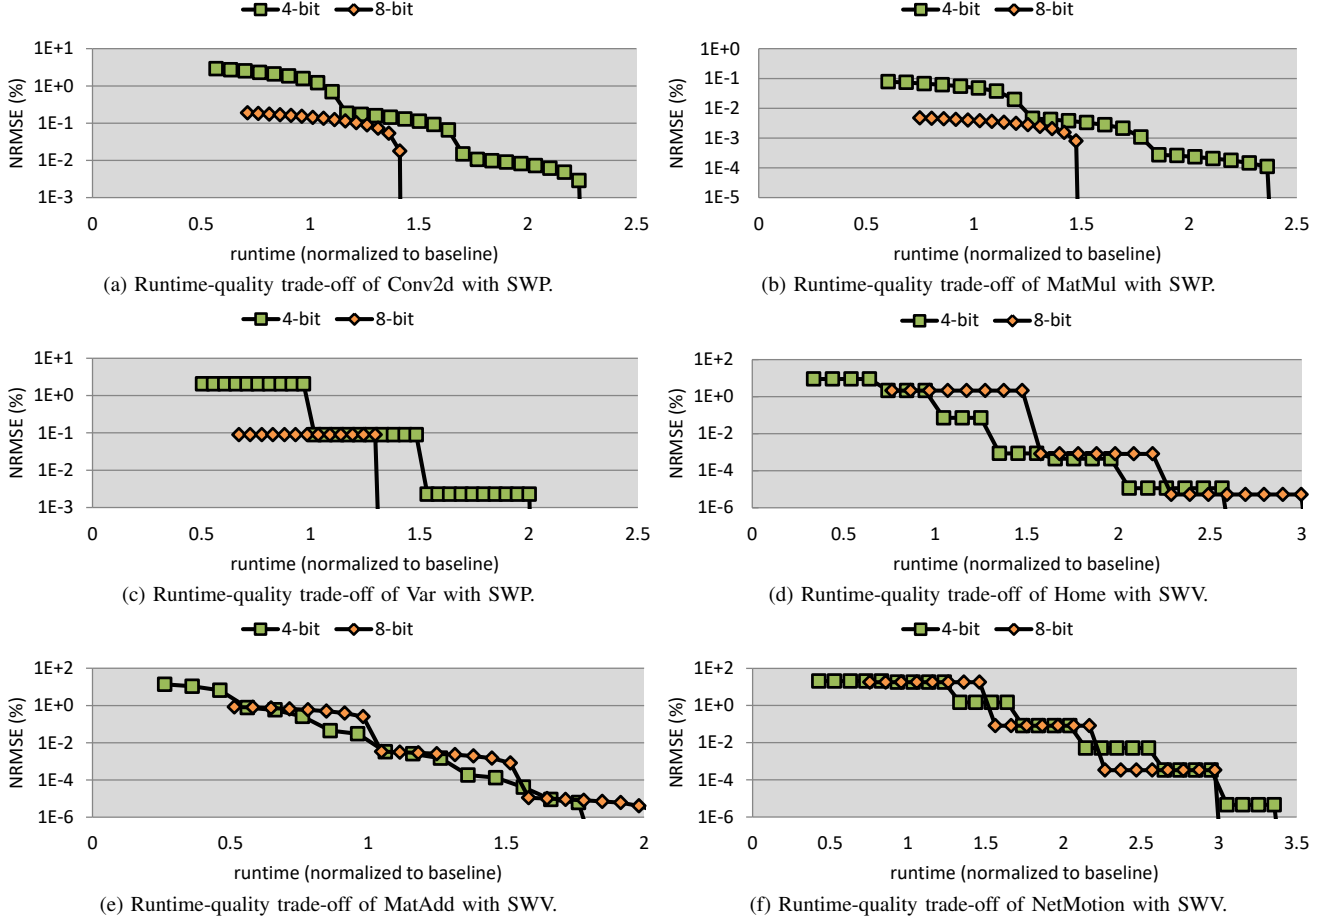 4-bit 8-bit
4-bit 8-bit
1E+1
1E+0
1E-1
1E-2
1E-3
NRMSE (%)
0 0.5 1 1.5 2 2.5
runtime (normalized to baseline)
(a) Runtime-quality trade-off of Conv2d with SWP.
1E+0
1E-1
1E-2
1E-3
1E-4
1E-5
NRMSE (%)
0 0.5 1 1.5 2 2.5
runtime (normalized to baseline)
(b) Runtime-quality trade-off of MatMul with SWP.
4-bit 8-bit
1E+1
1E+0
1E-1
1E-2
1E-3
NRMSE (%)
0 0.5 1 1.5 2 2.5
runtime (normalized to baseline)
(c) Runtime-quality trade-off of Var with SWP.
4-bit 8-bit
1E+2
1E+0
1E-2
1E-4
1E-6
NRMSE (%)
0 0.5 1 1.5 2 2.5 3
runtime (normalized to baseline)
(d) Runtime-quality trade-off of Home with SWV.
4-bit 8-bit
1E+2
1E+0
1E-2
1E-4
1E-6
NRMSE (%)
0 0.5 1 1.5 2
runtime (normalized to baseline)
(e) Runtime-quality trade-off of MatAdd with SWV.
4-bit 8-bit
1E+2
1E+0
1E-2
1E-4
1E-6
NRMSE (%)
0 0.5 1 1.5 2 2.5 3 3.5
runtime (normalized to baseline)
(f) Runtime-quality trade-off of NetMotion with SWV.